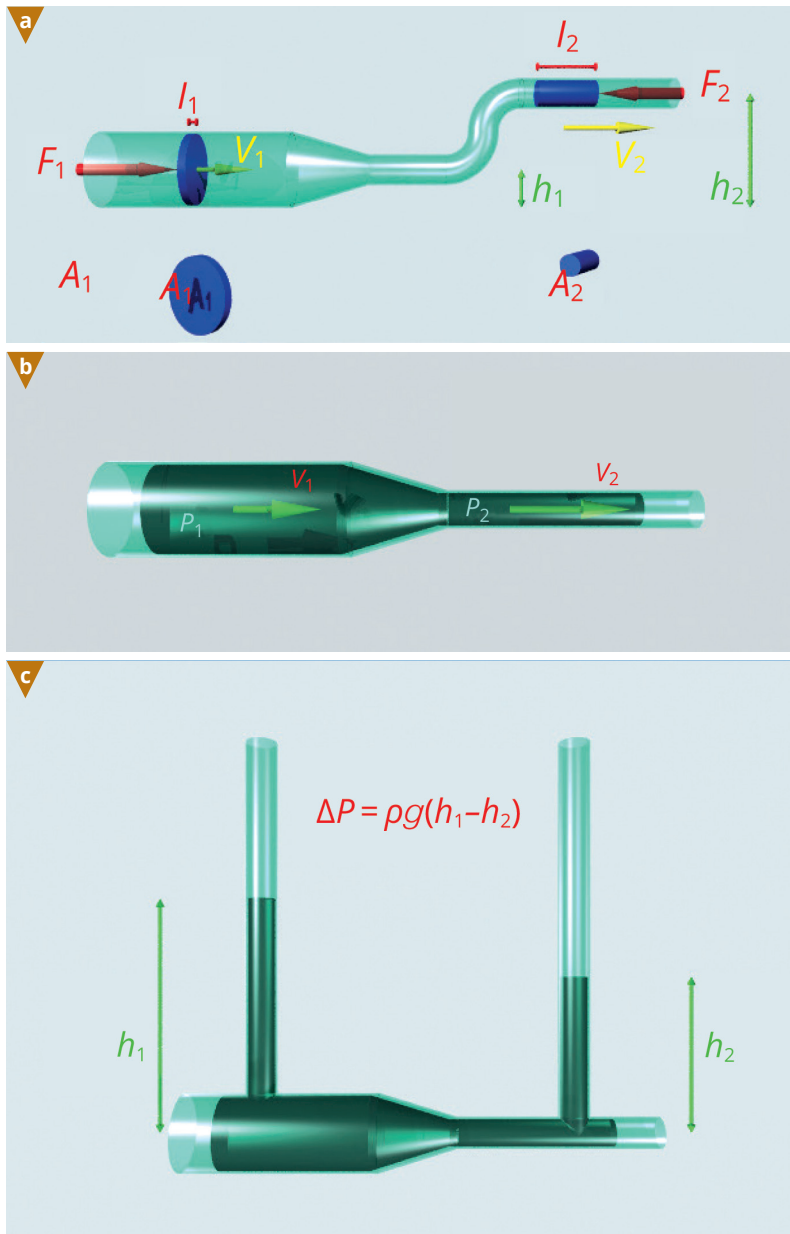 a
l₂
l₁
F₂
F₁
V₁
V₂
h₁
h₂
A₁
A₁
A₁
A₂
b
V₁
V₂
P₁
P₂
c
ΔP = ρg(h₁–h₂)
h₁
h₂